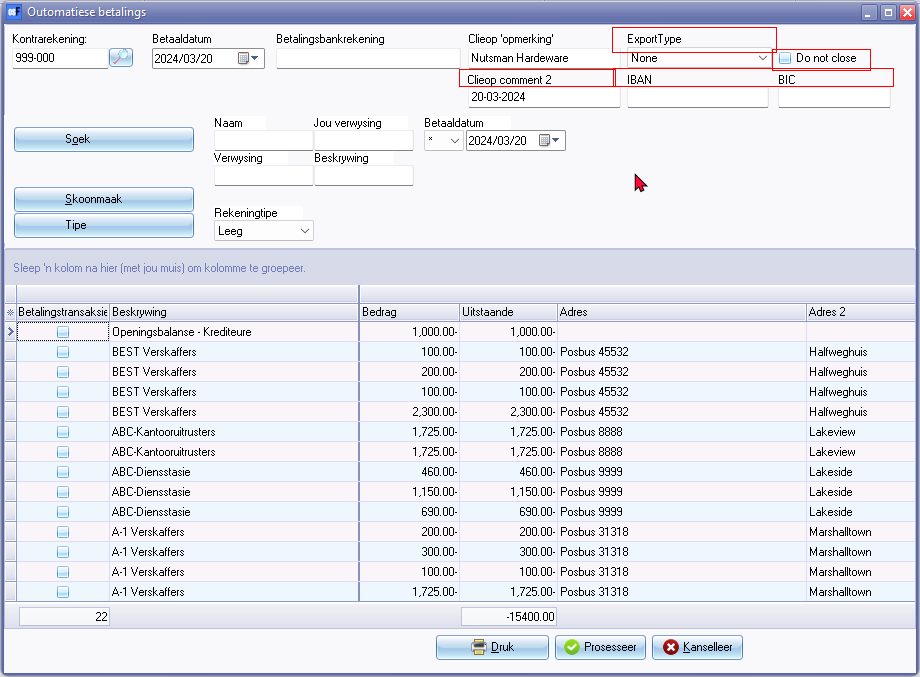 Outomatiese betalings
Kontrarekening: Betaaldatum Betalingsbankrekening Clieop 'opmerking' ExportType
999-000 2024/03/20 Nutsman Hardeware None Do not close
Clieop comment 2 IBAN BIC
20-03-2024
Naam Jou verwysing Betaaldatum
Soek * 2024/03/20
Verwysing Beskrywing
Skoonmaak
Rekeningtipe
Tipe Leeg
Sleep 'n kolom na hier (met jou muis) om kolomme te groepeer.
Betalingstransaksie Beskrywing Bedrag Uitstaande Adres Adres 2
Openingsbalanse - Krediteure 1,000.00- 1,000.00-
BEST Verskaffers 100.00- 100.00- Posbus 45532 Halfweghuis
BEST Verskaffers 200.00- 200.00- Posbus 45532 Halfweghuis
BEST Verskaffers 100.00- 100.00- Posbus 45532 Halfweghuis
BEST Verskaffers 2,300.00- 2,300.00- Posbus 45532 Halfweghuis
ABC-Kantooruitrusters 1,725.00- 1,725.00- Posbus 8888 Lakeview
ABC-Kantooruitrusters 1,725.00- 1,725.00- Posbus 8888 Lakeview
ABC-Diensstasie 460.00- 460.00- Posbus 9999 Lakeside
ABC-Diensstasie 1,150.00- 1,150.00- Posbus 9999 Lakeside
ABC-Diensstasie 690.00- 690.00- Posbus 9999 Lakeside
A-1 Verskaffers 200.00- 200.00- Posbus 31318 Marshalltown
A-1 Verskaffers 300.00- 300.00- Posbus 31318 Marshalltown
A-1 Verskaffers 100.00- 100.00- Posbus 31318 Marshalltown
A-1 Verskaffers 1,725.00- 1,725.00- Posbus 31318 Marshalltown
22 -15400.00
Druk Prosesseer Kanselleer